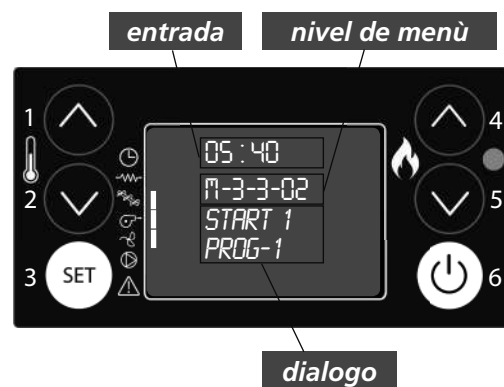 entrada
nivel de menù
1
4
05:40
M-3-3-02
2
START 1
5
PROG-1
3
SET
6
dialogo